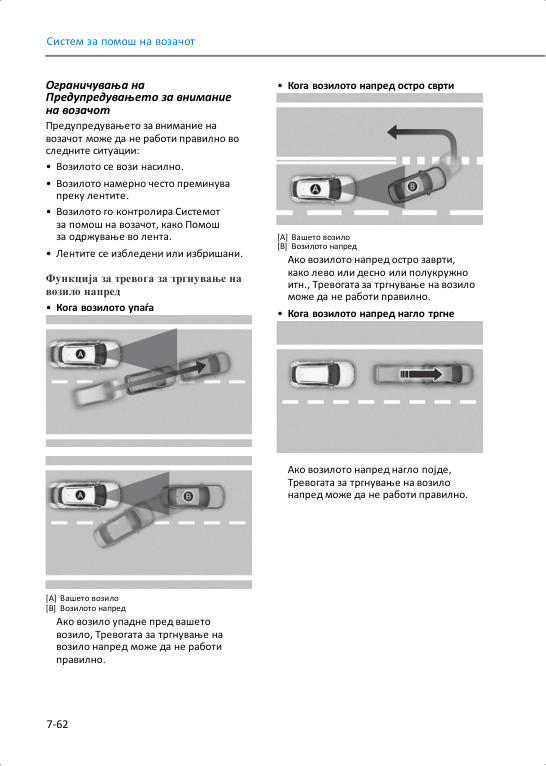 Систем за помош на возачот
Ограничувања на
Предупредувањето за внимание
на возачот
Предупредувањето за внимание на
возачот може да не работи правилно во
следните ситуации:
• Возилото се вози насилно.
• Возилото намерно често преминува
преку лентите.
• Возилото го контролира Системот
за помош на возачот, како Помош
за одржување во лента.
• Лентите се избледени или избришани.
Функција за тревога за тргнување на
возило напред
• Кога возилото упаѓа
A
A
B
[A] Вашето возило
[B] Возилото напред
Ако возило упадне пред вашето
возило, Тревогата за тргнување на
возило напред може да не работи
правилно.
• Кога возилото напред остро сврти
A
B
[A] Вашето возило
[B] Возилото напред
Ако возилото напред остро заврти,
како лево или десно или полукружно
итн., Тревогата за тргнување на возило
може да не работи правилно.
• Кога возилото напред нагло тргне
Ако возилото напред нагло појде,
Тревогата за тргнување на возило
напред може да не работи правилно.
7-62